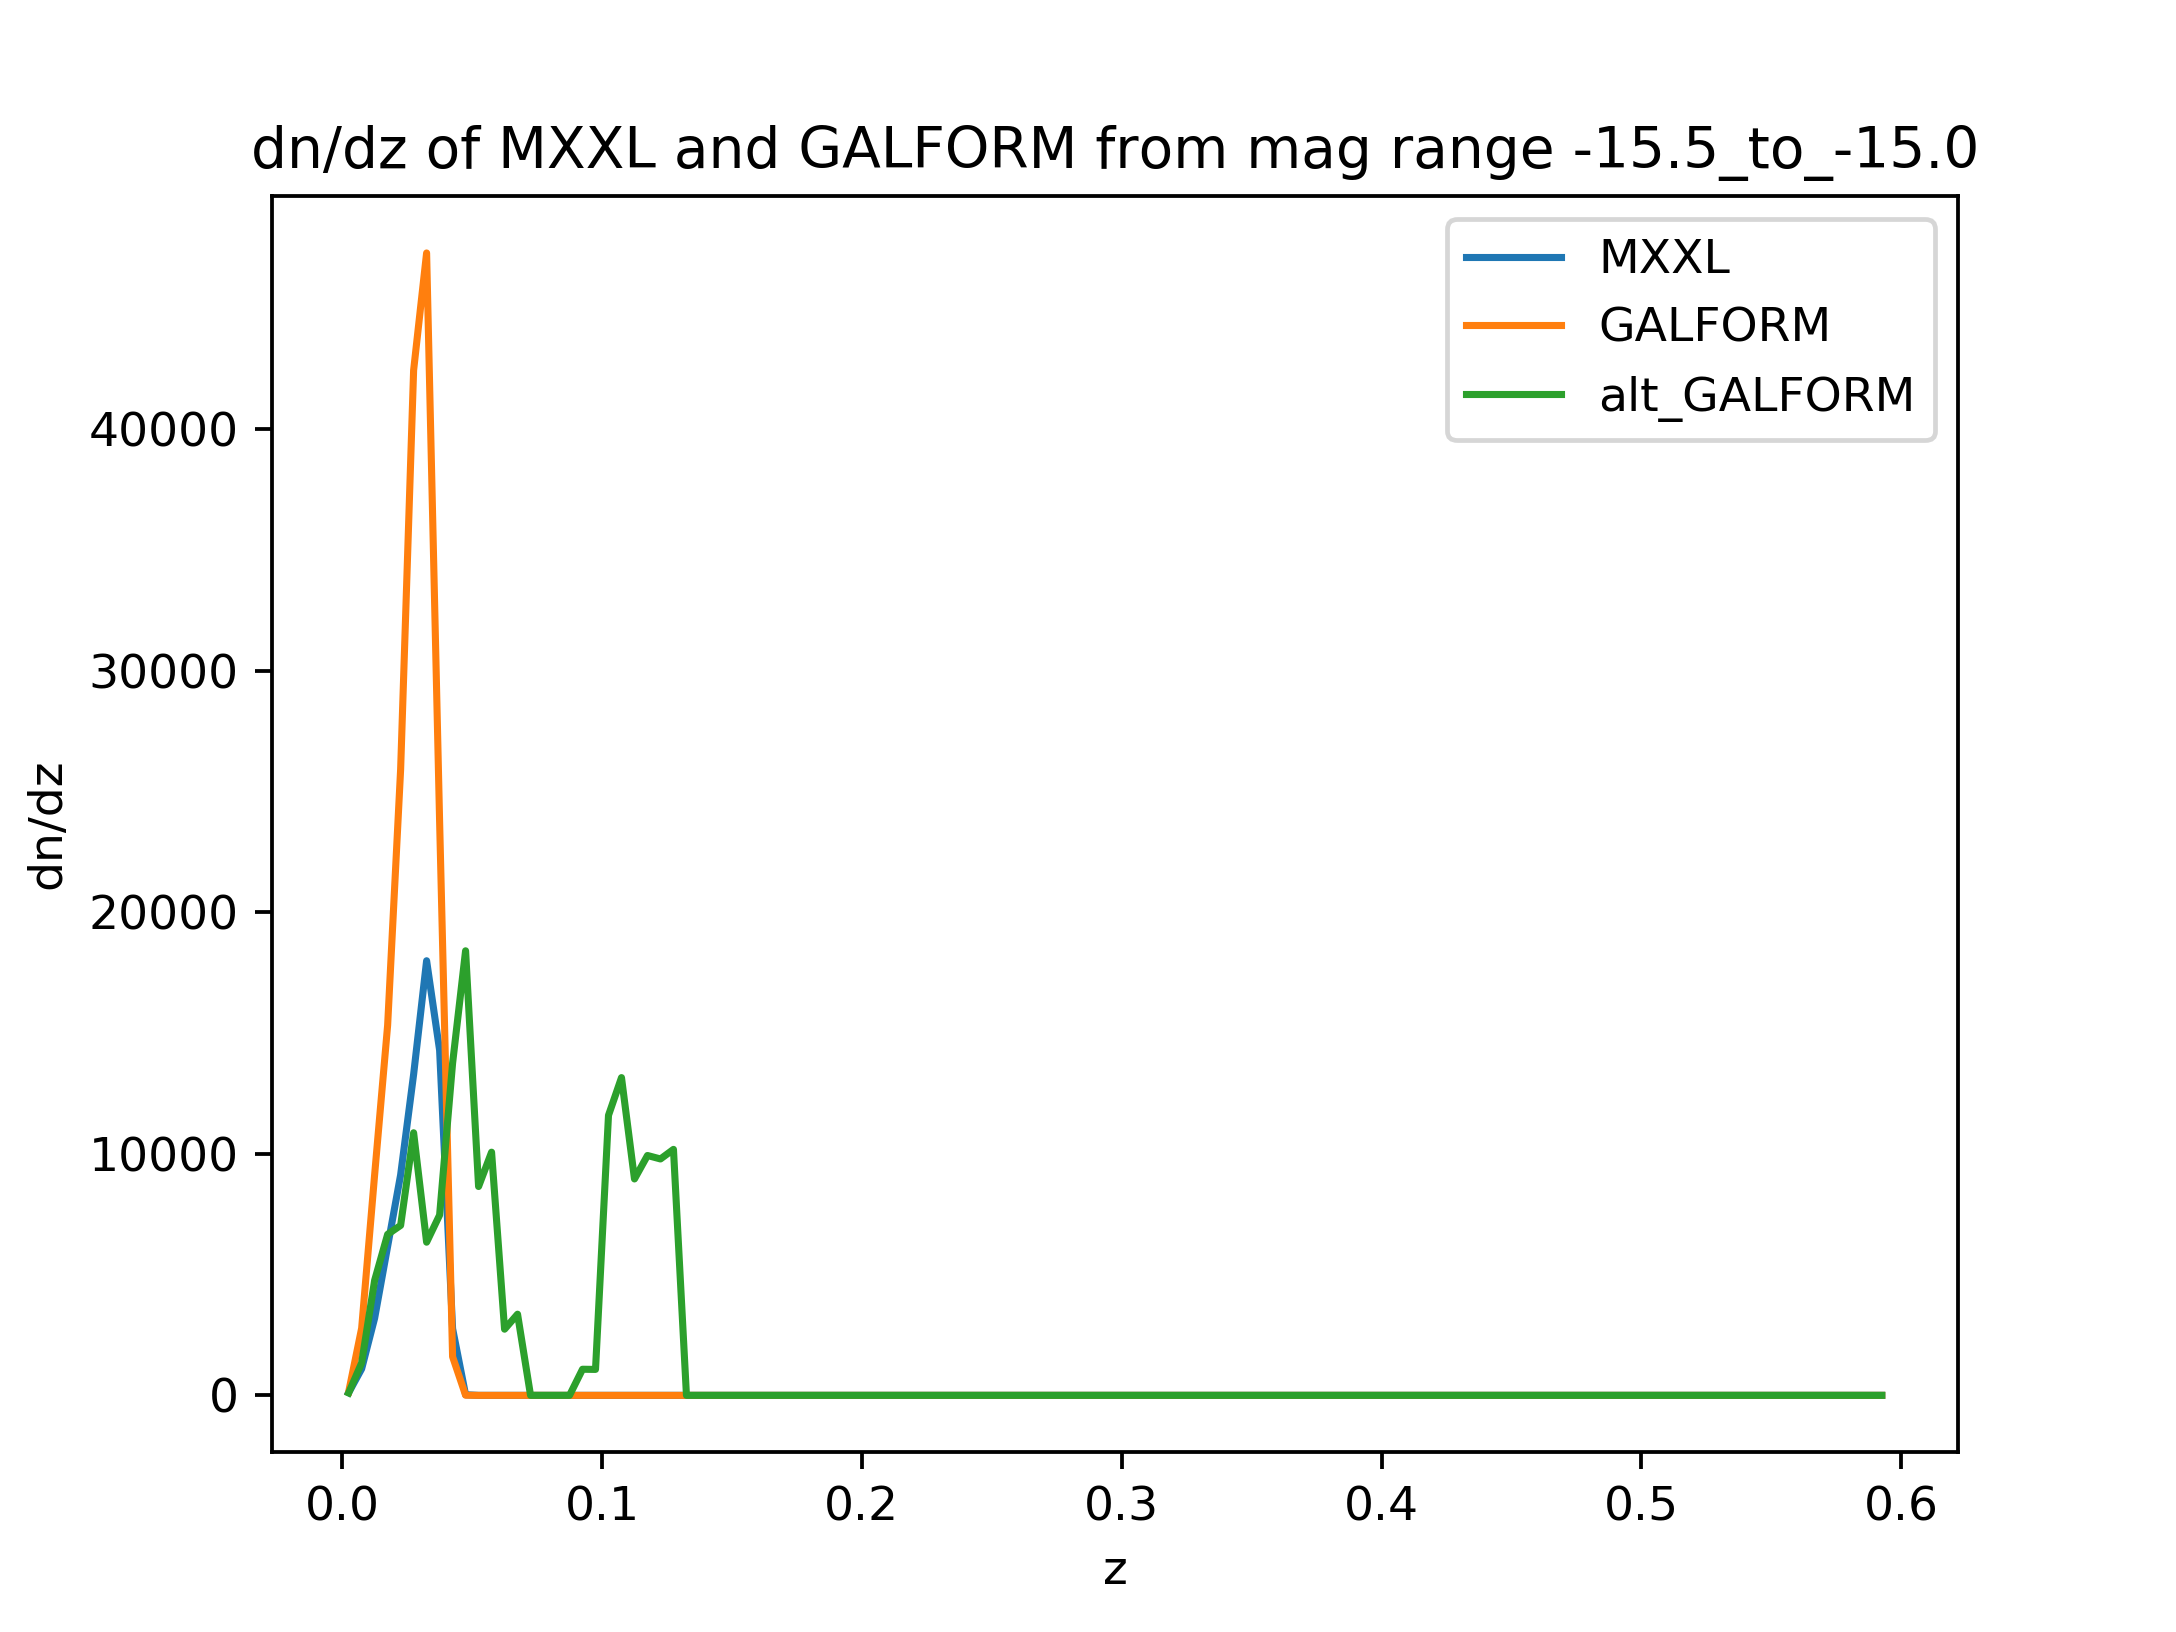 dn/dz of MXXL and GALFORM from mag range -15.5_to_-15.0
MXXL
GALFORM
alt_GALFORM
dn/dz
40000
30000
20000
10000
0
0.0 0.1 0.2 0.3 0.4 0.5 0.6
z